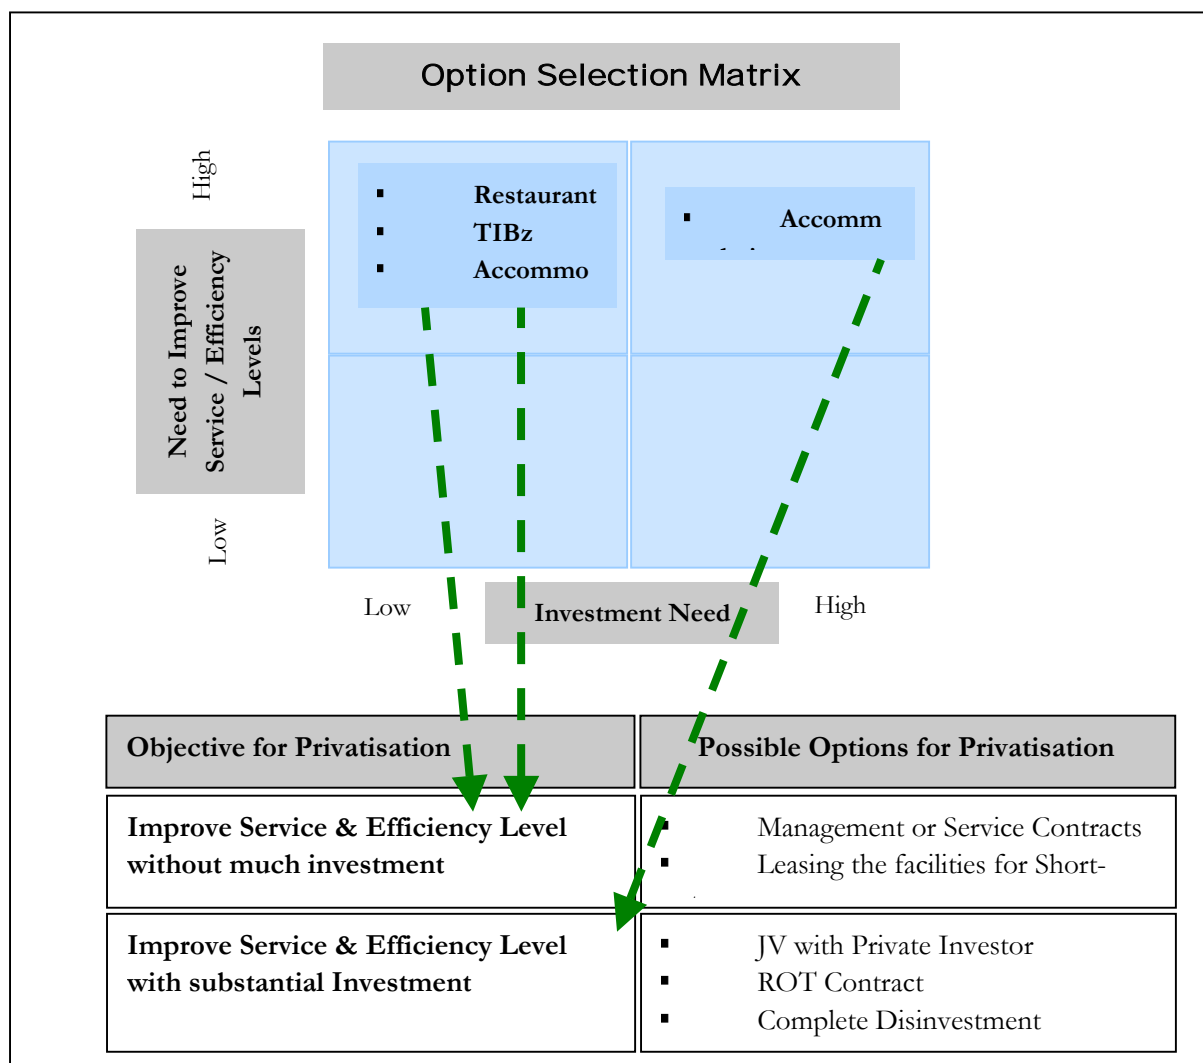 Option Selection Matrix
High
Need to Improve
Service / Efficiency
Levels
Low
▪ Restaurant
▪ TIBz
▪ Accommo
▪ Accomm
Low
Investment Need
High
Objective for Privatisation
Possible Options for Privatisation
Improve Service & Efficiency Level
without much investment
▪ Management or Service Contracts
▪ Leasing the facilities for Short-
Improve Service & Efficiency Level
with substantial Investment
▪ JV with Private Investor
▪ ROT Contract
▪ Complete Disinvestment